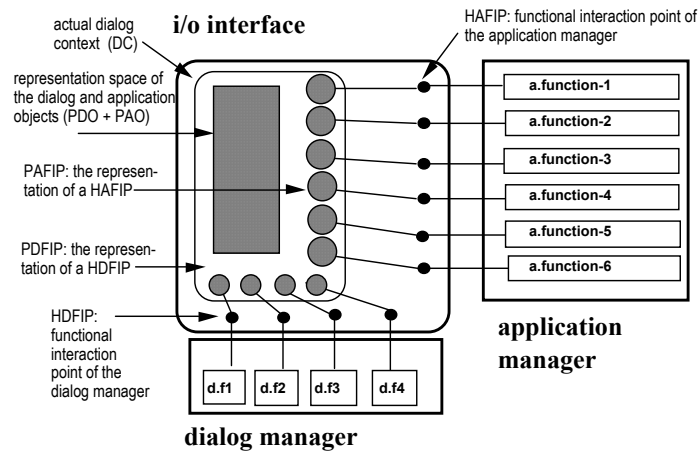 actual dialog
context (DC)
i/o interface
HAFIP: functional interaction point of
the application manager
representation space of
the dialog and application
objects (PDO + PAO)
PAFIP: the represen-
tation of a HAFIP
PDFIP: the represen-
tation of a HDFIP
HDFIP:
functional
interaction
point of the
dialog manager
a.function-1
a.function-2
a.function-3
a.function-4
a.function-5
a.function-6
application
manager
d.f1
d.f2
d.f3
d.f4
dialog manager